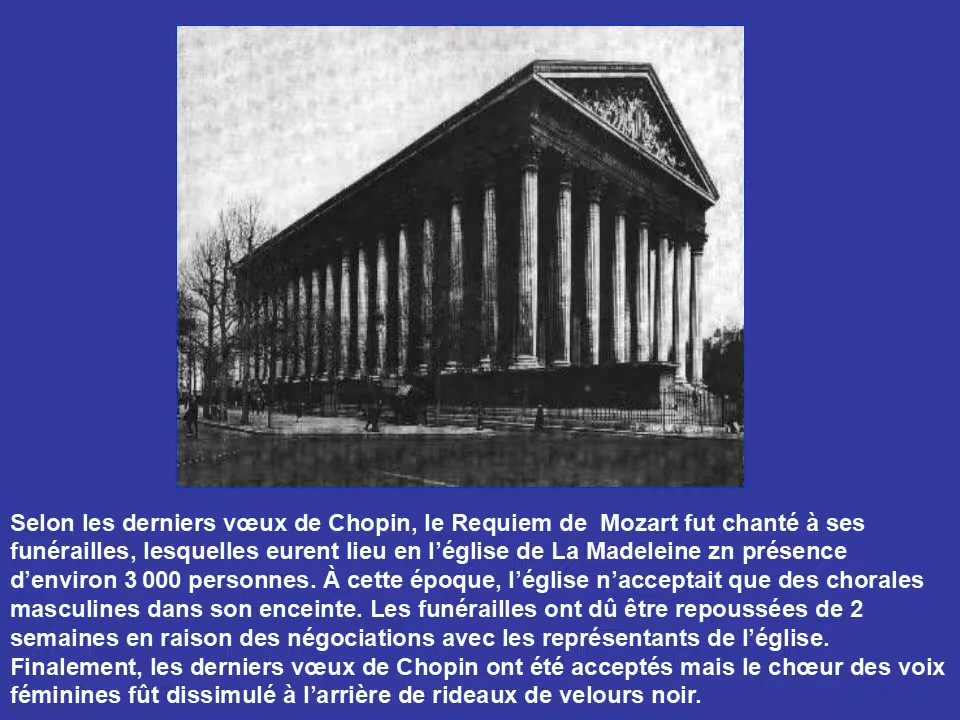 Selon les derniers vœux de Chopin, le Requiem de  Mozart fut chanté à ses
funérailles, lesquelles eurent lieu en l’église de La Madeleine zn présence
d’environ 3 000 personnes. À cette époque, l’église n’acceptait que des chorales
masculines dans son enceinte. Les funérailles ont dû être repoussées de 2
semaines en raison des négociations avec les représentants de l’église.
Finalement, les derniers vœux de Chopin ont été acceptés mais le chœur des voix
féminines fût dissimulé à l’arrière de rideaux de velours noir.